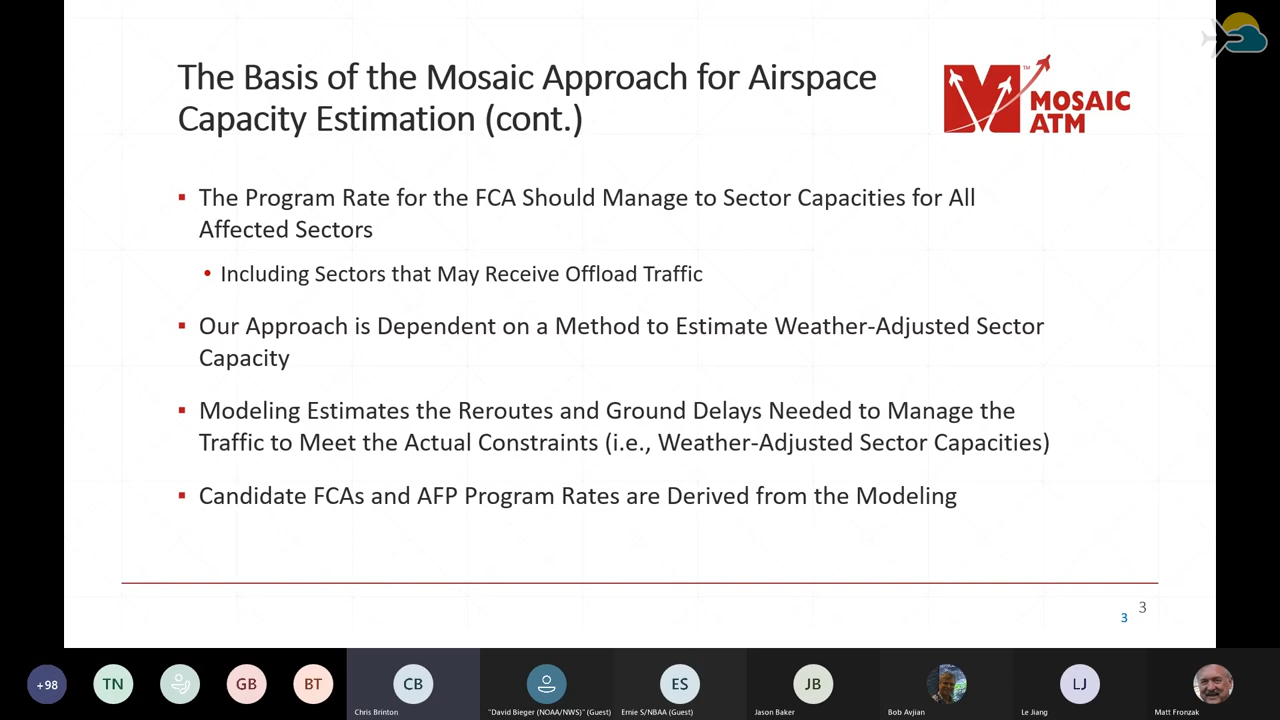 The Basis of the Mosaic Approach for Airspace
Capacity Estimation (cont.)
M™ MOSAIC
ATM
▪ The Program Rate for the FCA Should Manage to Sector Capacities for All
Affected Sectors
• Including Sectors that May Receive Offload Traffic
▪ Our Approach is Dependent on a Method to Estimate Weather-Adjusted Sector
Capacity
▪ Modeling Estimates the Reroutes and Ground Delays Needed to Manage the
Traffic to Meet the Actual Constraints (i.e., Weather-Adjusted Sector Capacities)
▪ Candidate FCAs and AFP Program Rates are Derived from the Modeling
3
3
+98
TN
GB
BT
CB
ES
JB
LJ
Chris Brinton
"David Bieger (NOAA/NWS)" (Guest)
Ernie S/NBAA (Guest)
Jason Baker
Bob Avjian
Le Jiang
Matt Fronzak